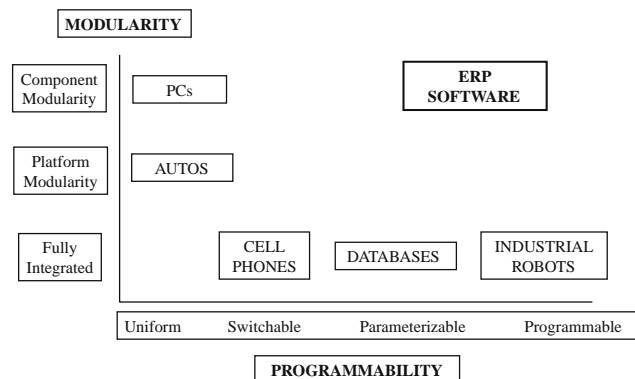 MODULARITY
Component
Modularity
PCs
ERP
SOFTWARE
Platform
Modularity
AUTOS
Fully
Integrated
CELL
PHONES
DATABASES
INDUSTRIAL
ROBOTS
Uniform Switchable Parameterizable Programmable
PROGRAMMABILITY